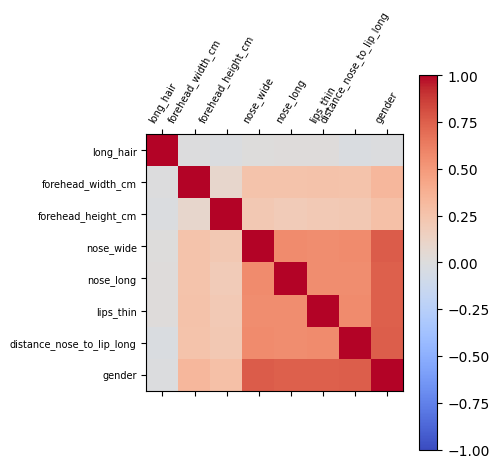 long_hair
forehead_width_cm
forehead_height_cm
nose_wide
nose_long
lips_thin
distance_nose_to_lip_long
gender
long_hair
forehead_width_cm
forehead_height_cm
nose_wide
nose_long
lips_thin
distance_nose_to_lip_long
gender
1.00
0.75
0.50
0.25
0.00
−0.25
−0.50
−0.75
−1.00